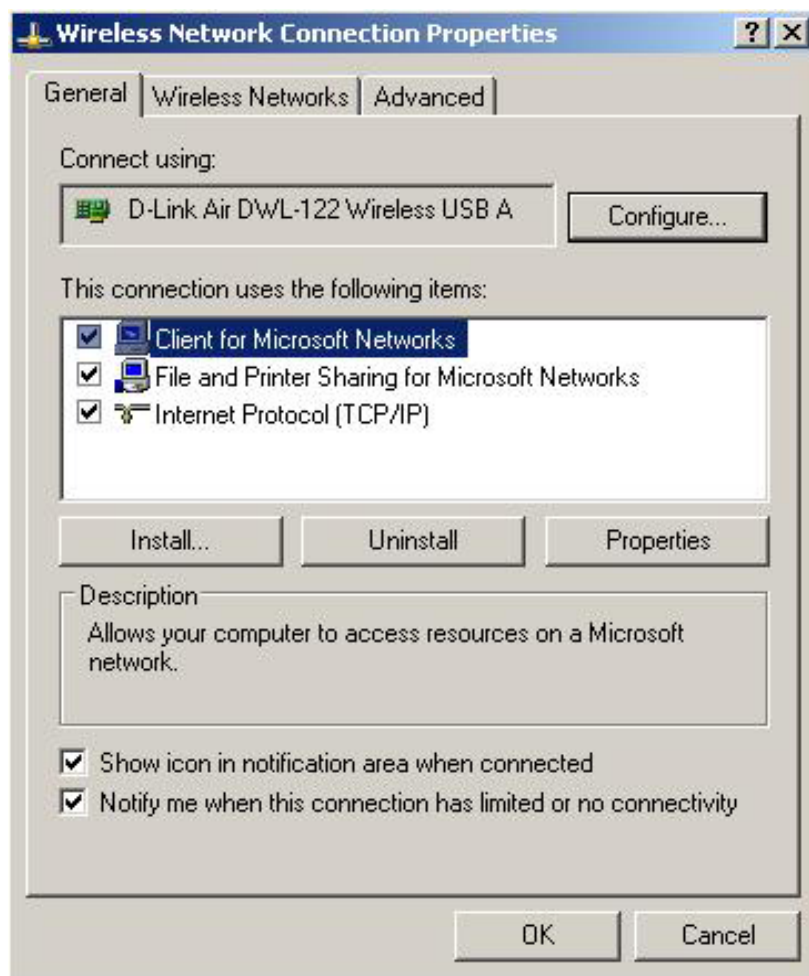 Wireless Network Connection Properties
General Wireless Networks Advanced
Connect using:
D-Link Air DWL-122 Wireless USB A
Configure...
This connection uses the following items:
Client for Microsoft Networks
File and Printer Sharing for Microsoft Networks
Internet Protocol (TCP/IP)
Install... Uninstall Properties
Description
Allows your computer to access resources on a Microsoft
network.
Show icon in notification area when connected
Notify me when this connection has limited or no connectivity
OK Cancel